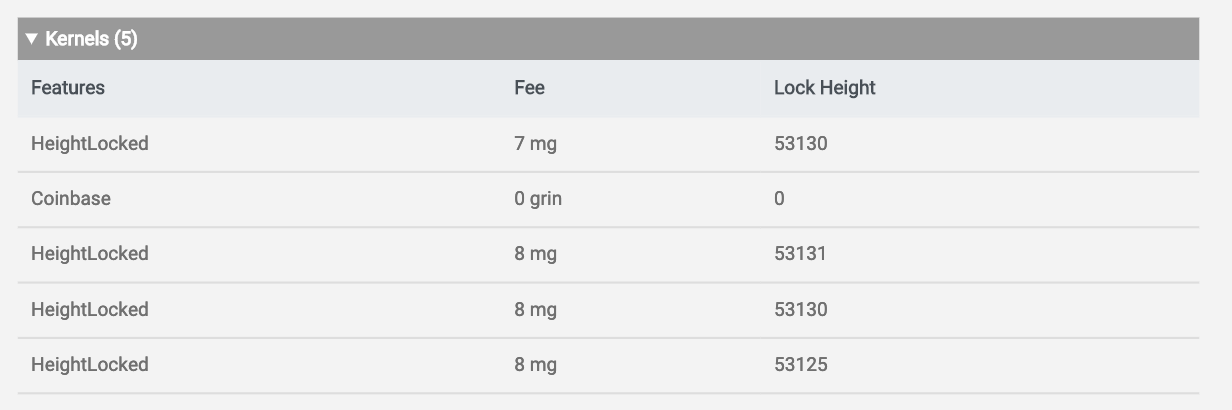 ▼ Kernels (5)
Features Fee Lock Height
HeightLocked 7 mg 53130
Coinbase 0 grin 0
HeightLocked 8 mg 53131
HeightLocked 8 mg 53130
HeightLocked 8 mg 53125